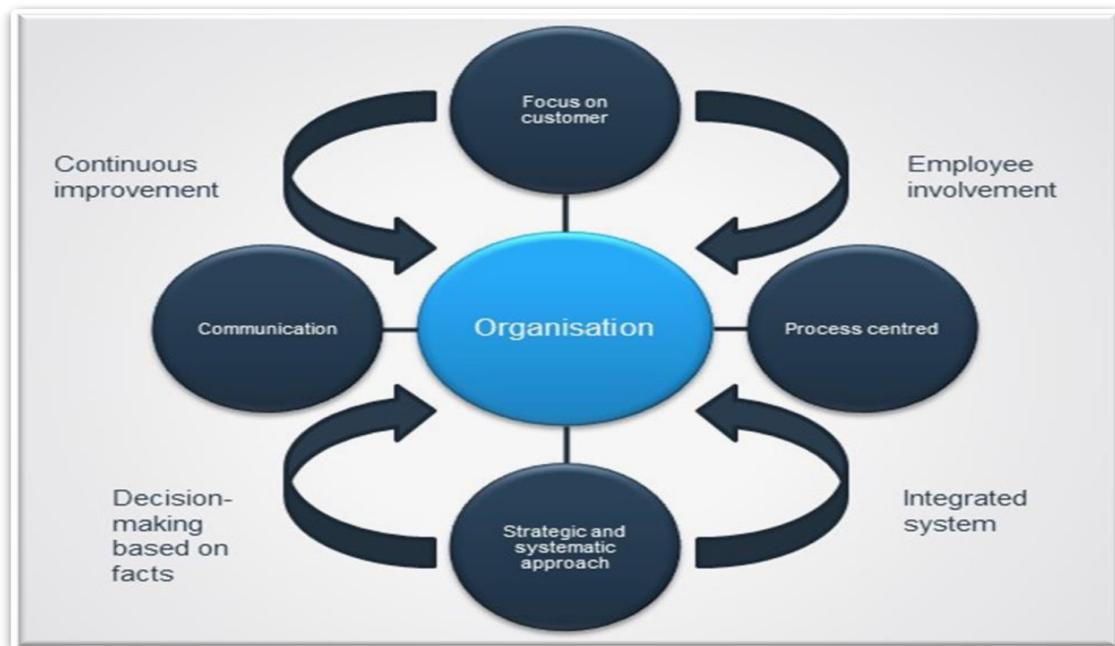 Focus on
customer
Continuous
improvement
Employee
involvement
Communication
Organisation
Process centred
Decision-
making
based on
facts
Strategic and
systematic
approach
Integrated
system